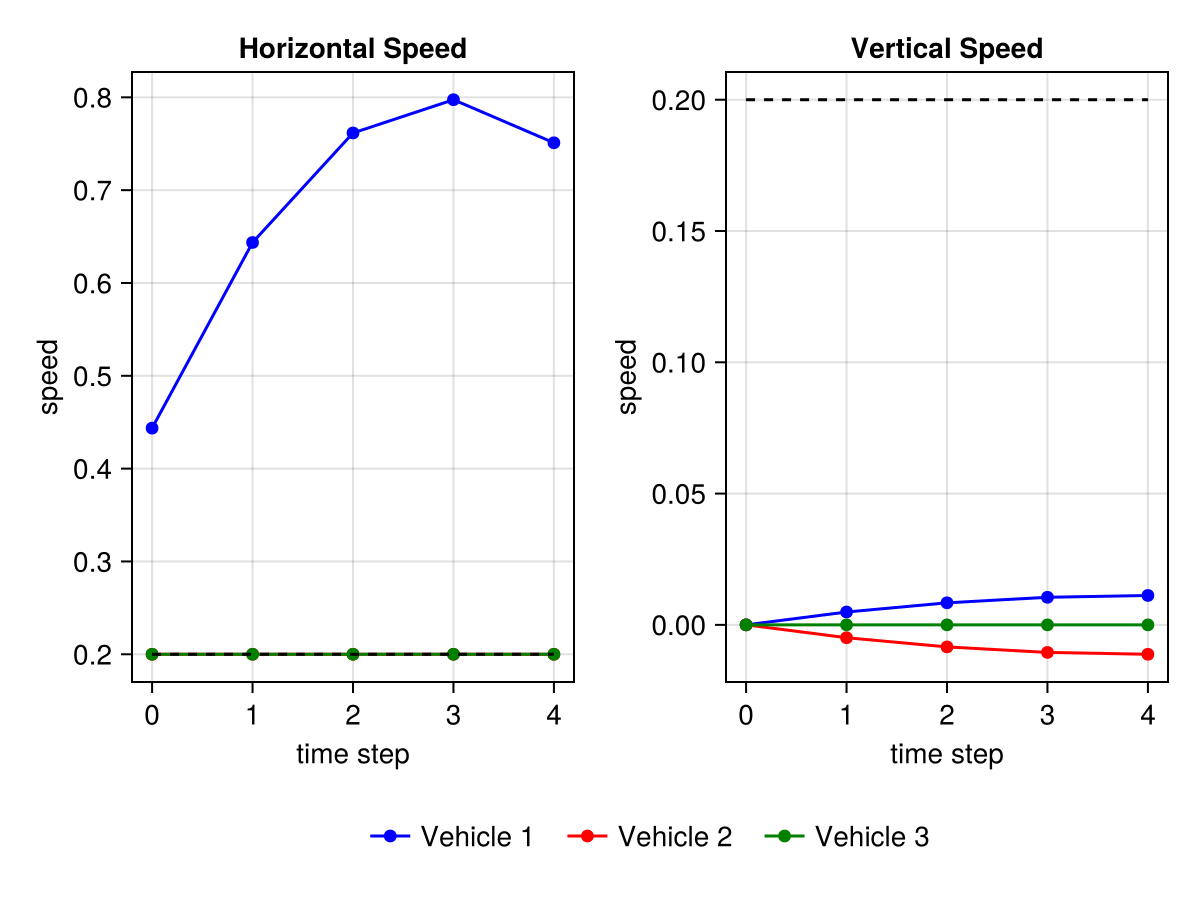 Horizontal Speed
0.8
0.7
0.6
0.5
0.4
0.3
0.2
speed
0 1 2 3 4
time step
Vertical Speed
0.20
0.15
0.10
0.05
0.00
speed
0 1 2 3 4
time step
Vehicle 1 Vehicle 2 Vehicle 3